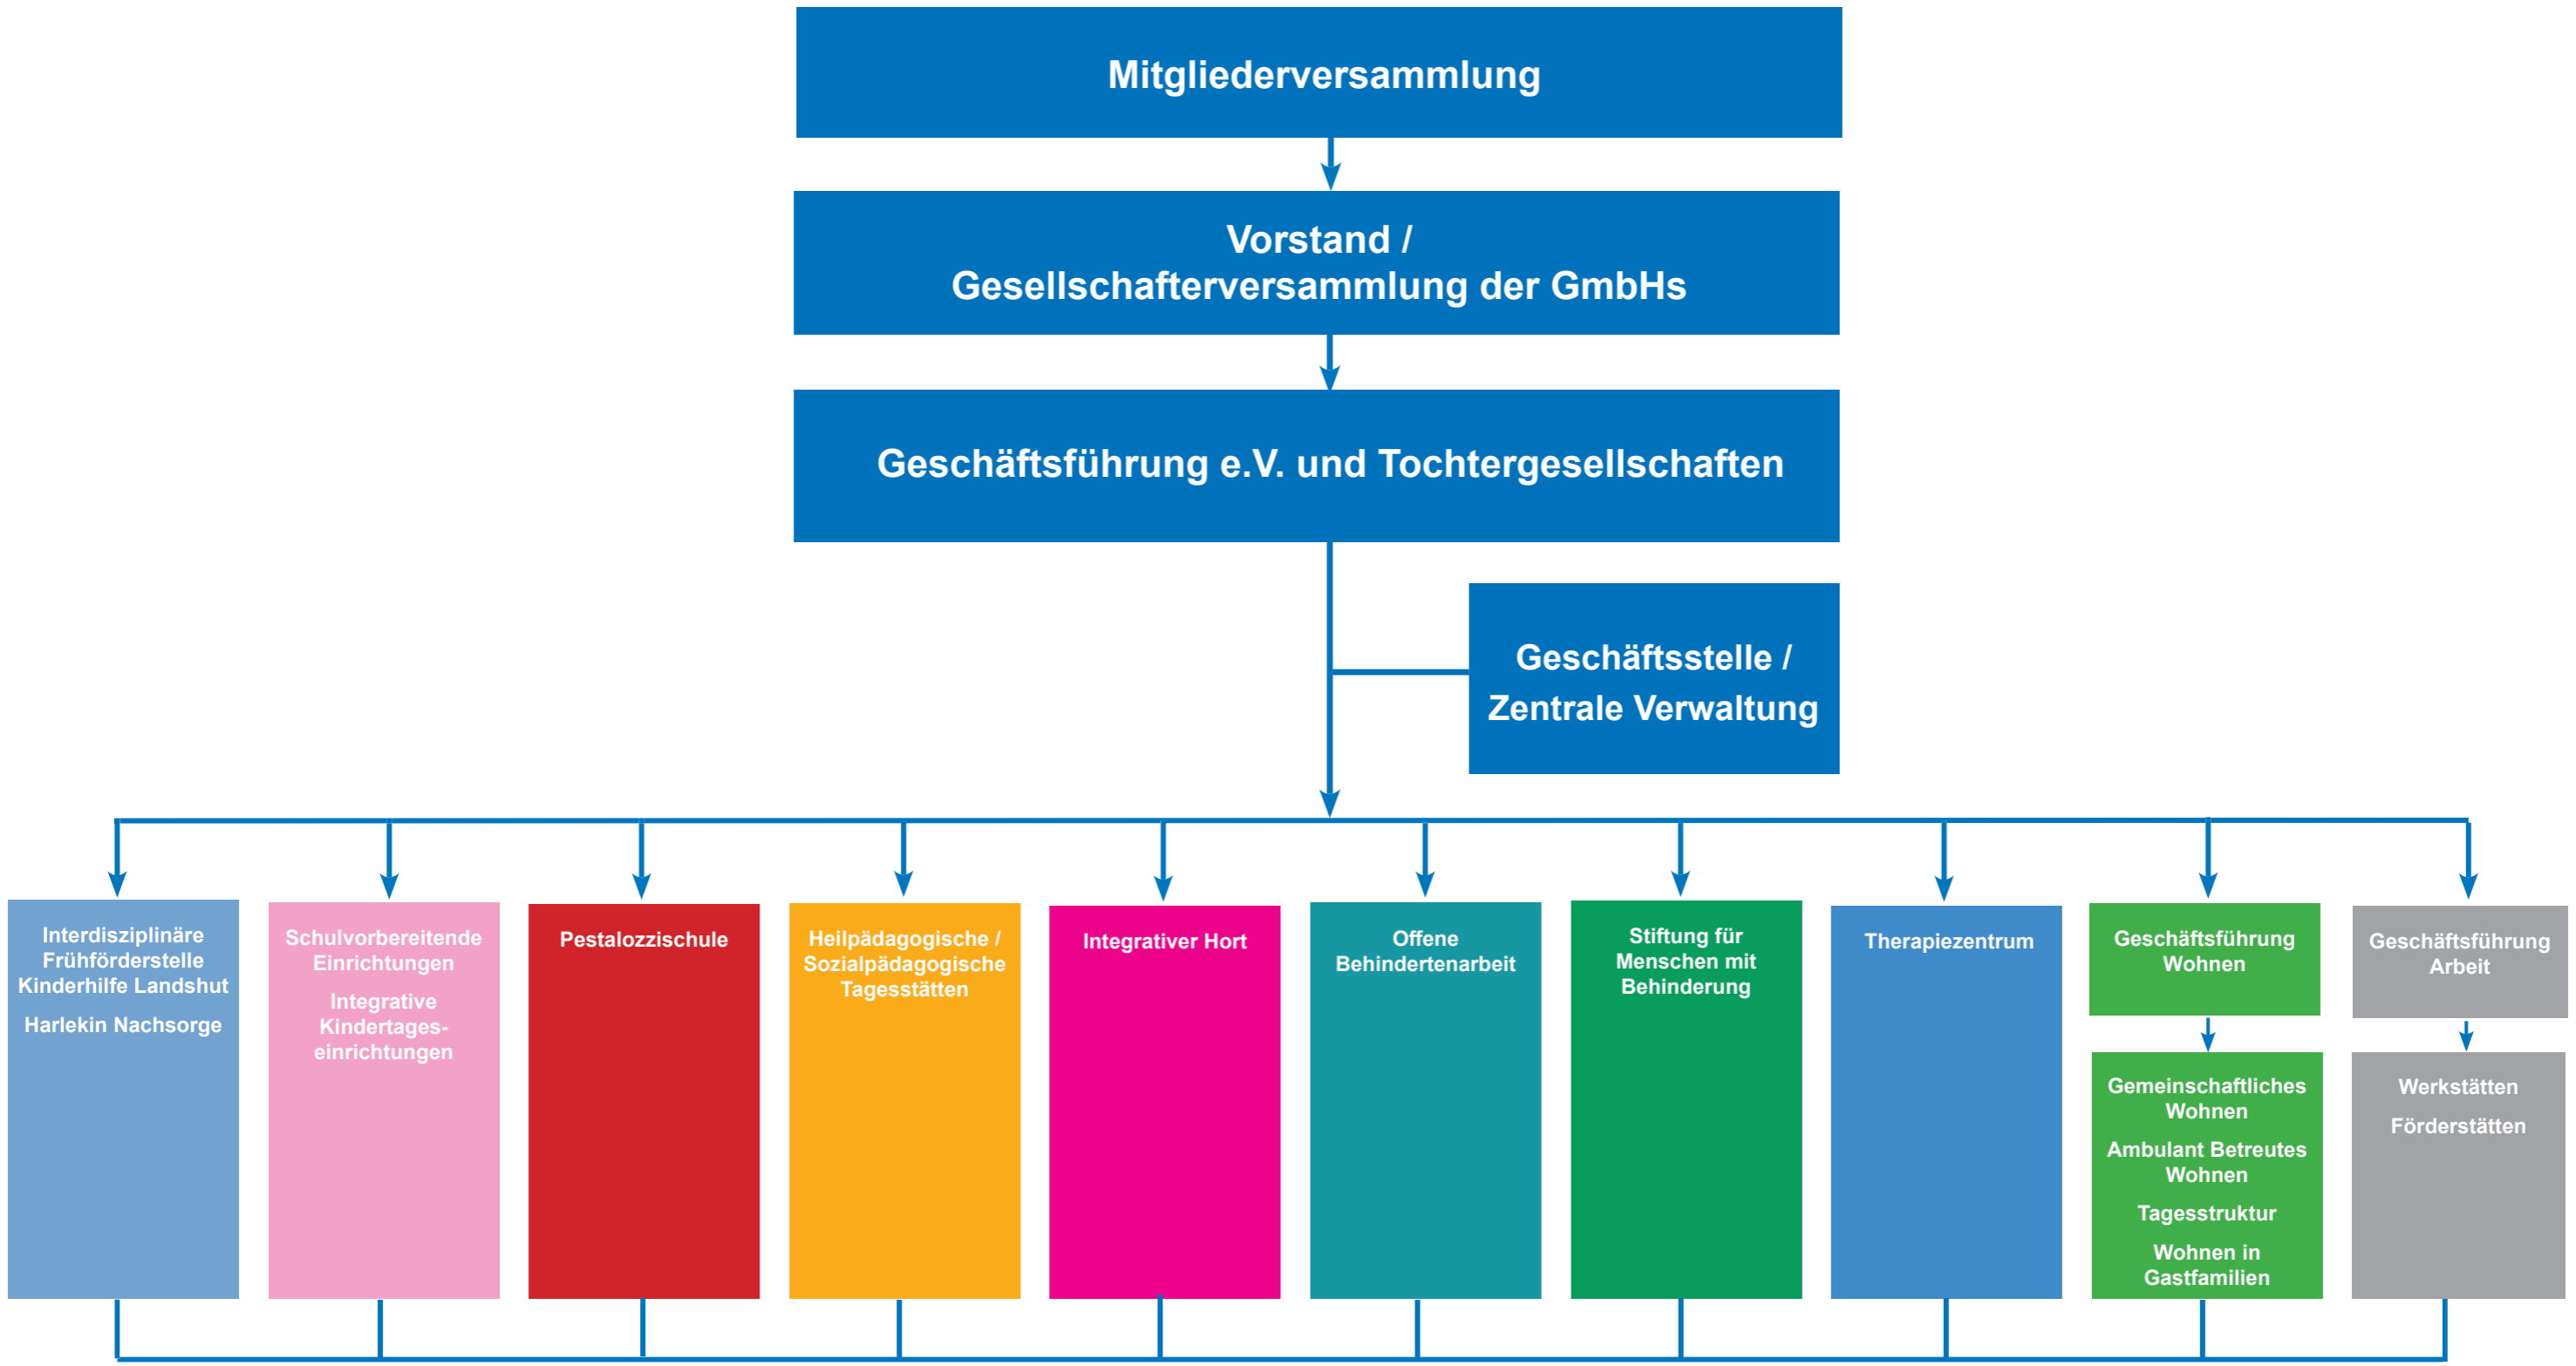 Mitgliederversammlung
Vorstand /
Gesellschafterversammlung der GmbHs
Geschäftsführung e.V. und Tochtergesellschaften
Geschäftsstelle /
Zentrale Verwaltung
Interdisziplinäre
Frühförderstelle
Kinderhilfe Landshut
Harlekin Nachsorge
Schulvorbereitende
Einrichtungen
Integrative
Kindertages-
einrichtungen
Pestalozzischule
Heilpädagogische /
Sozialpädagogische
Tagesstätten
Integrativer Hort
Offene
Behindertenarbeit
Stiftung für
Menschen mit
Behinderung
Therapiezentrum
Geschäftsführung
Wohnen
Gemeinschaftliches
Wohnen
Ambulant Betreutes
Wohnen
Tagesstruktur
Wohnen in
Gastfamilien
Geschäftsführung
Arbeit
Werkstätten
Förderstätten